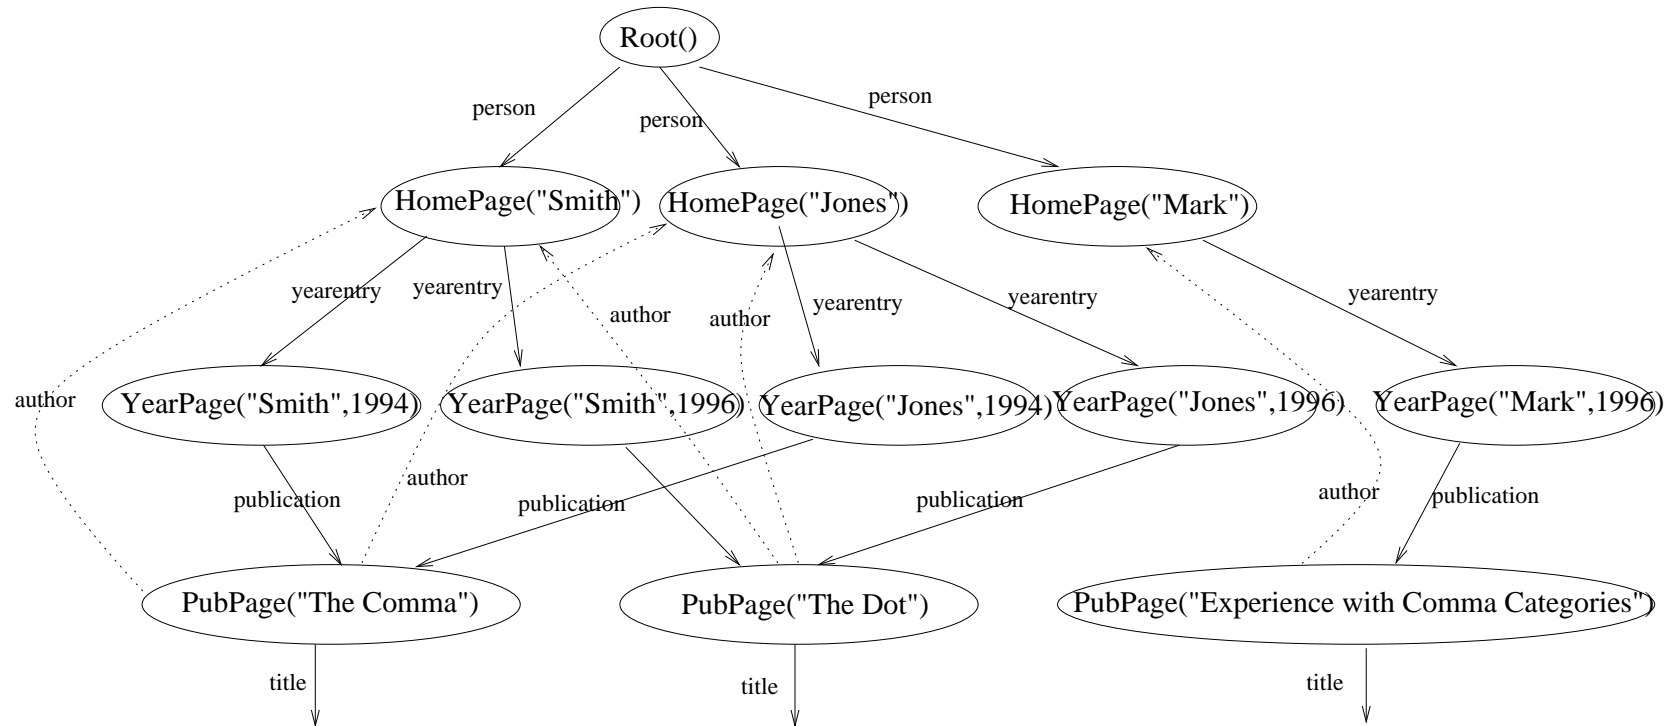 Root()
person
person
person
HomePage("Smith")
HomePage("Jones")
HomePage("Mark")
yearentry
yearentry
yearentry
yearentry
yearentry
author
author
author
YearPage("Smith",1994)
YearPage("Smith",1996)
YearPage("Jones",1994)
YearPage("Jones",1996)
YearPage("Mark",1996)
author
author
publication
publication
publication
publication
PubPage("The Comma")
PubPage("The Dot")
PubPage("Experience with Comma Categories")
title
title
title